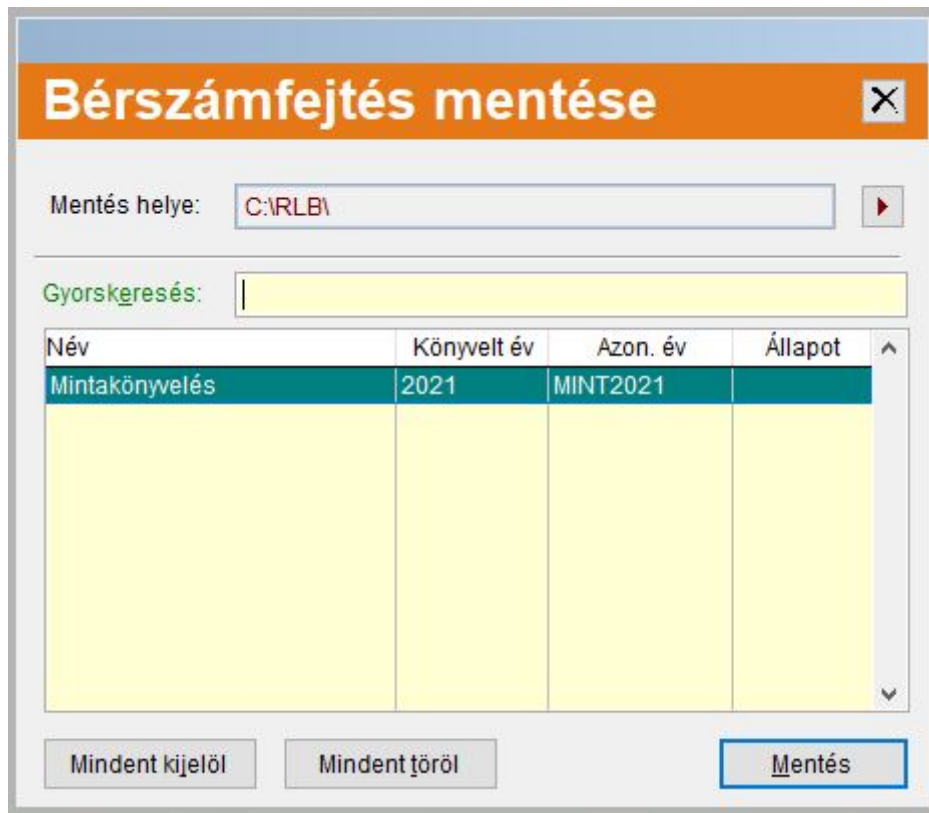 Bérszámfejtés mentése
Mentés helye: C:\RLB\
Gyorskeresés:
Név Könyvelt év Azon. év Állapot
Mintakönyvelés 2021 MINT2021
Mindent kijelöl Mindent töröl Mentés